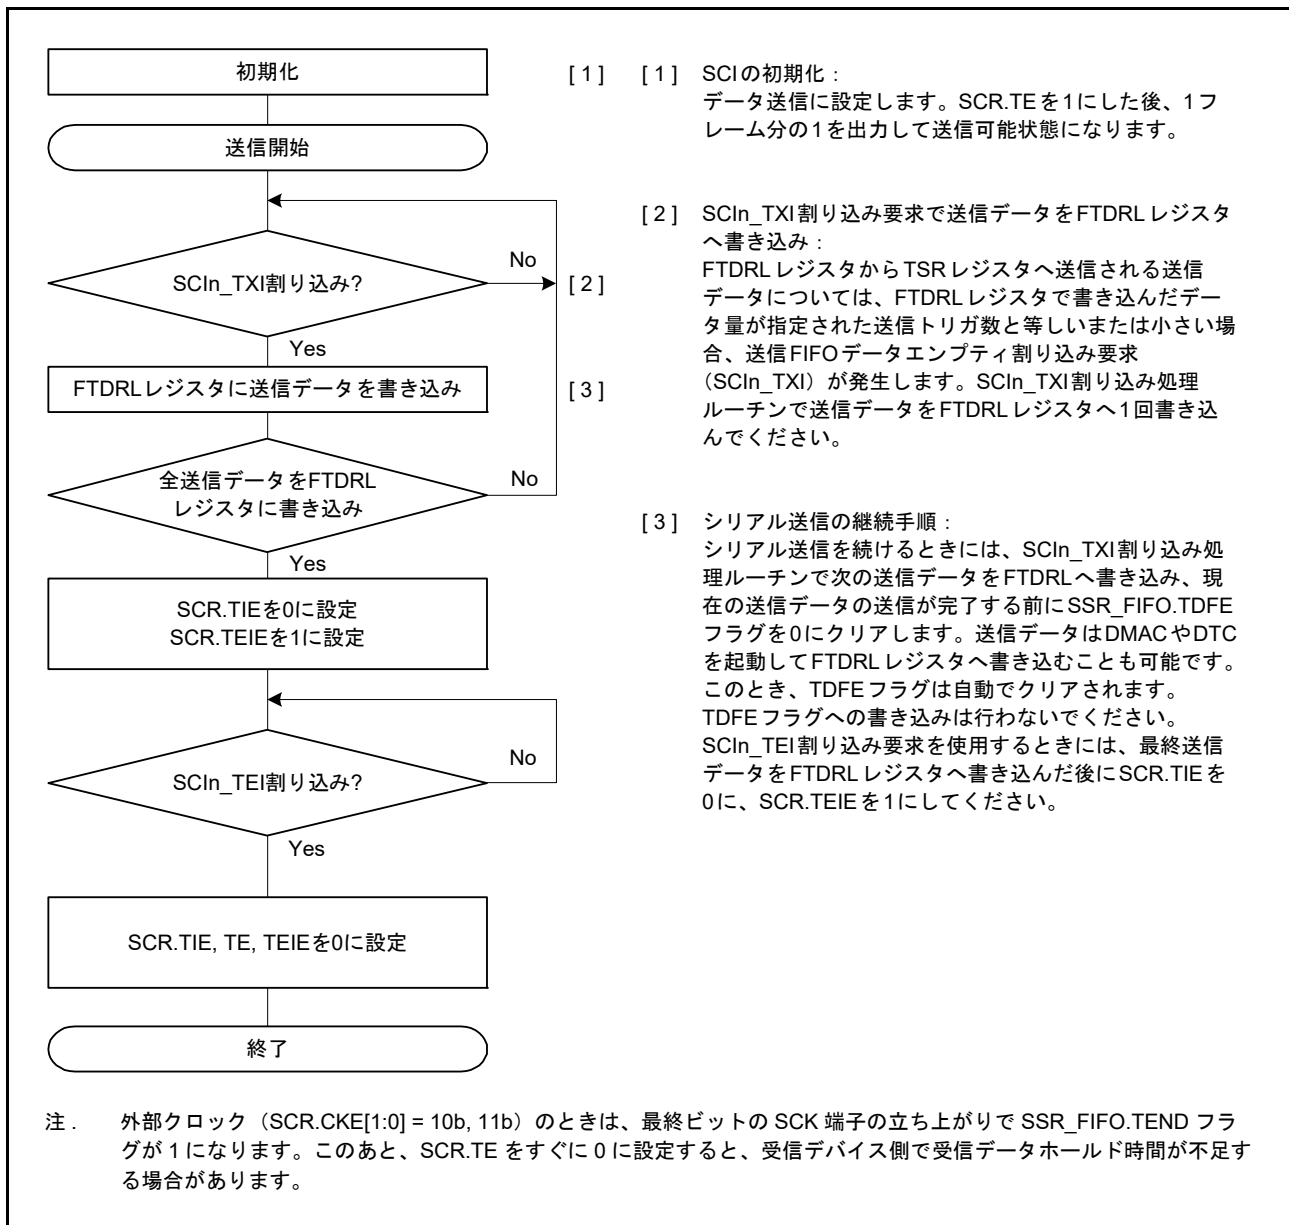 初期化
[ 1 ]
送信開始
SCIn_TXI割り込み?
No
[ 2 ]
Yes
FTDRLレジスタに送信データを書き込み
[ 3 ]
全送信データをFTDRL
レジスタに書き込み
No
Yes
SCR.TIEを0に設定
SCR.TEIEを1に設定
SCIn_TEI割り込み?
No
Yes
SCR.TIE, TE, TEIEを0に設定
終了
[ 1 ] SCIの初期化：
データ送信に設定します。SCR.TEを1にした後、1フ
レーム分の1を出力して送信可能状態になります。
[ 2 ] SCIn_TXI割り込み要求で送信データをFTDRLレジスタ
へ書き込み：
FTDRLレジスタからTSRレジスタへ送信される送信
データについては、FTDRLレジスタで書き込んだデー
タ量が指定された送信トリガ数と等しいまたは小さい場
合、送信FIFOデータエンプティ割り込み要求
（SCIn_TXI）が発生します。SCIn_TXI割り込み処理
ルーチンで送信データをFTDRLレジスタへ1回書き込
んでください。
[ 3 ] シリアル送信の継続手順：
シリアル送信を続けるときには、SCIn_TXI割り込み処
理ルーチンで次の送信データをFTDRLへ書き込み、現
在の送信データの送信が完了する前にSSR_FIFO.TDFE
フラグを0にクリアします。送信データはDMACやDTC
を起動してFTDRLレジスタへ書き込むことも可能です。
このとき、TDFEフラグは自動でクリアされます。
TDFEフラグへの書き込みは行わないでください。
SCIn_TEI割り込み要求を使用するときには、最終送信
データをFTDRLレジスタへ書き込んだ後にSCR.TIEを
0に、SCR.TEIEを1にしてください。
注． 外部クロック（SCR.CKE[1:0] = 10b, 11b）のときは、最終ビットの SCK 端子の立ち上がりで SSR_FIFO.TEND フラ
グが 1 になります。このあと、SCR.TE をすぐに 0 に設定すると、受信デバイス側で受信データホールド時間が不足す
る場合があります。